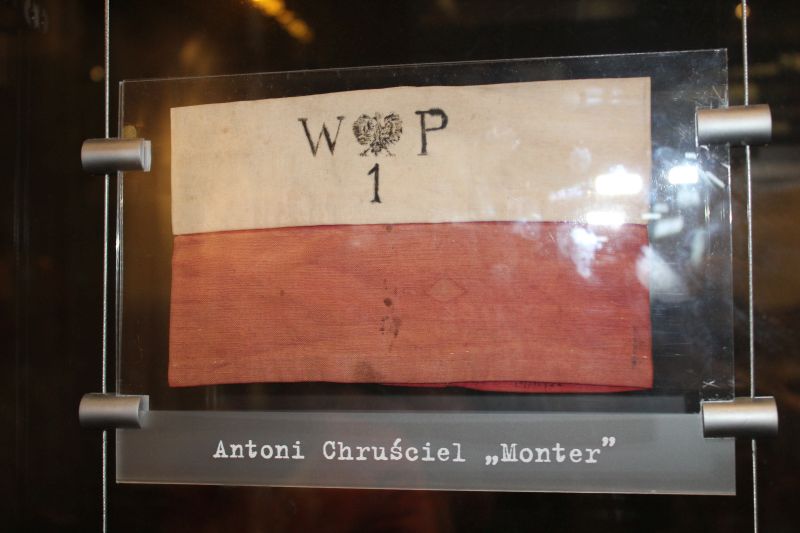 W P
1
Antoni Chruściel „Monter”